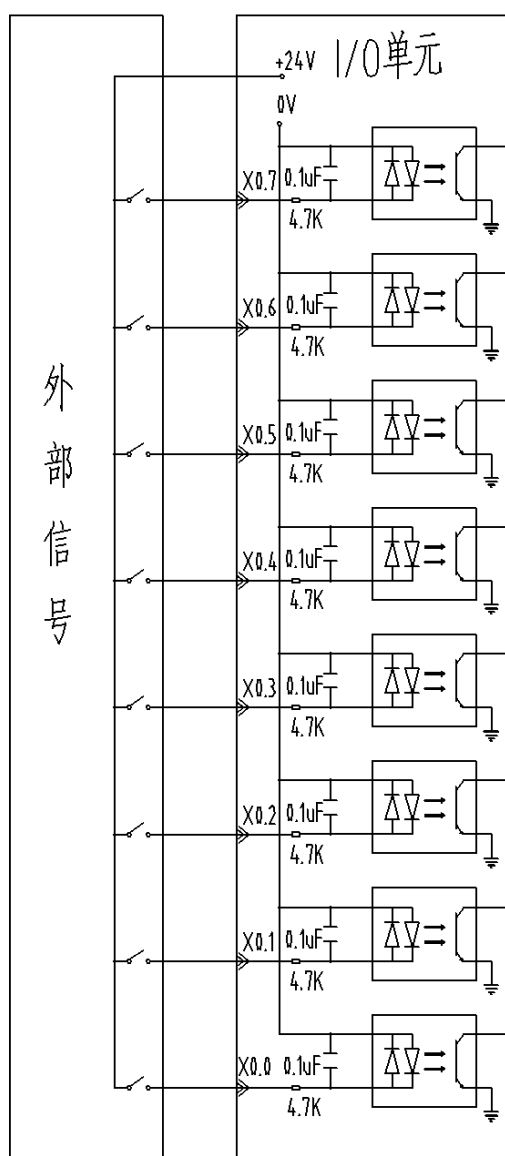 +24V I/O单元
0V
X0.7 0.1uF
4.7K
X0.6 0.1uF
4.7K
X0.5 0.1uF
4.7K
X0.4 0.1uF
4.7K
X0.3 0.1uF
4.7K
X0.2 0.1uF
4.7K
X0.1 0.1uF
4.7K
X0.0 0.1uF
4.7K
外
部
信
号